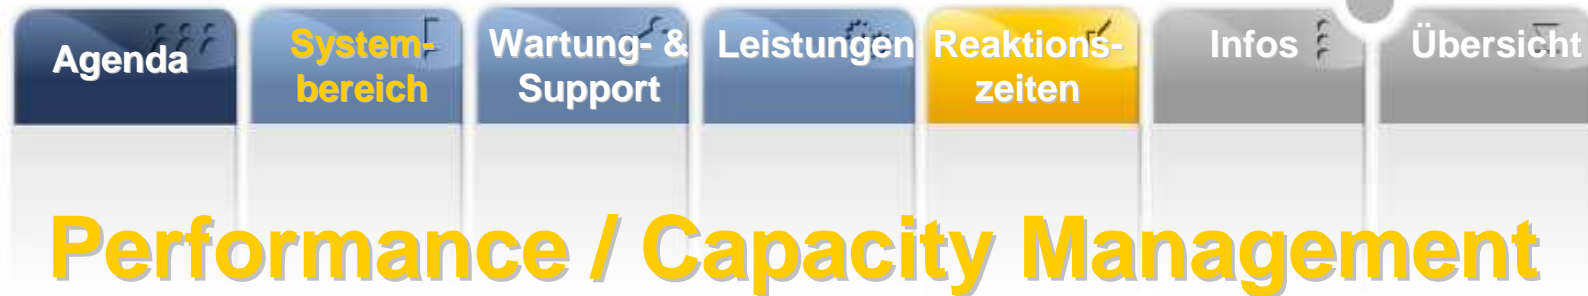 Agenda
System-
bereich
Wartung- &
Support
Leistungen
Reaktions-
zeiten
Infos
Übersicht
Performance / Capacity Management